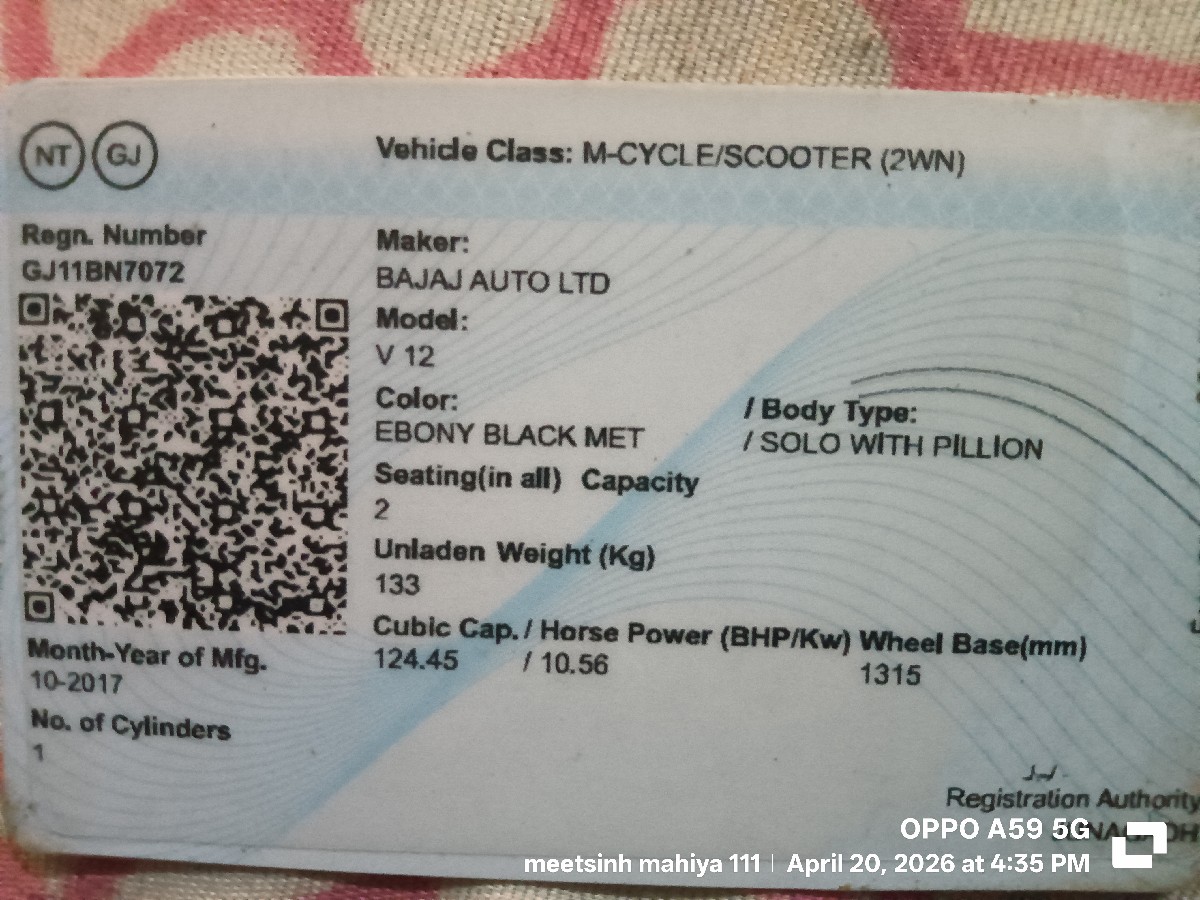 NT GJ
Vehicle Class: M-CYCLE/SCOOTER (2WN)
Regn. Number
GJ11BN7072
Maker:
BAJAJ AUTO LTD
Model:
V 12
Color:
EBONY BLACK MET
/ Body Type:
/ SOLO WITH PILLION
Seating(in all) Capacity
2
Unladen Weight (Kg)
133
Cubic Cap. / Horse Power (BHP/Kw) Wheel Base(mm)
124.45 / 10.56 1315
Month-Year of Mfg.
10-2017
No. of Cylinders
1
Registration Authority
OPPO A59 5G
meetsinh mahiya 111 | April 20, 2026 at 4:35 PM